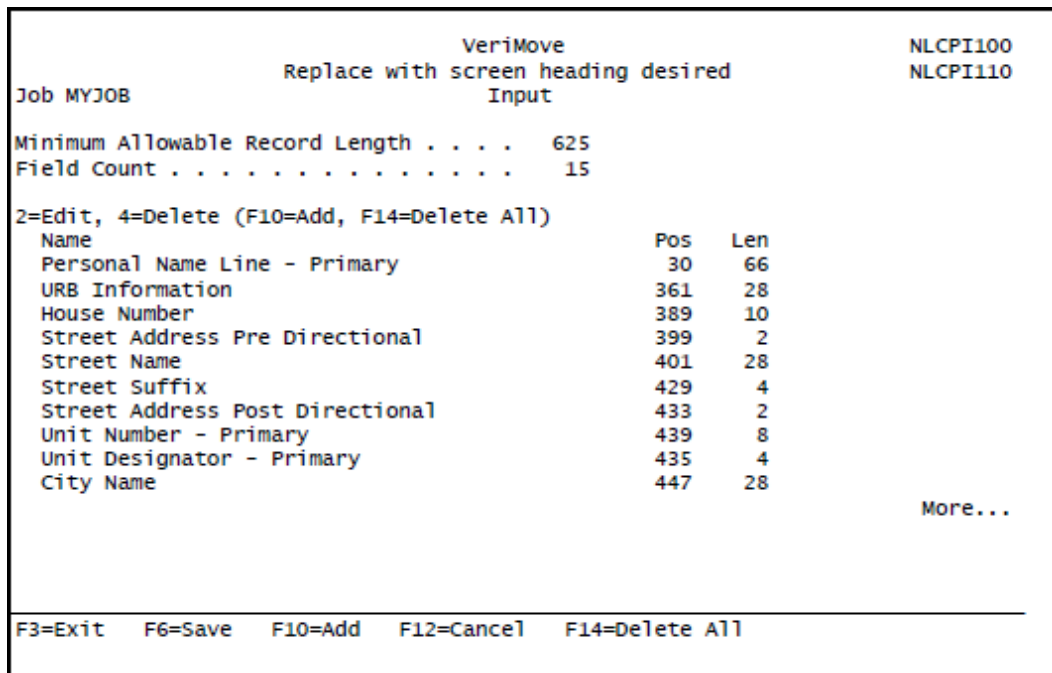 VeriMove NLCPI100
Replace with screen heading desired NLCPI110
Job MYJOB Input
Minimum Allowable Record Length . . . . 625
Field Count . . . . . . . . . . . . . . 15
2=Edit, 4=Delete (F10=Add, F14=Delete All)
Name Pos Len
Personal Name Line - Primary 30 66
URB Information 361 28
House Number 389 10
Street Address Pre Directional 399 2
Street Name 401 28
Street Suffix 429 4
Street Address Post Directional 433 2
Unit Number - Primary 439 8
Unit Designator - Primary 435 4
City Name 447 28
More...
F3=Exit F6=Save F10=Add F12=Cancel F14=Delete All